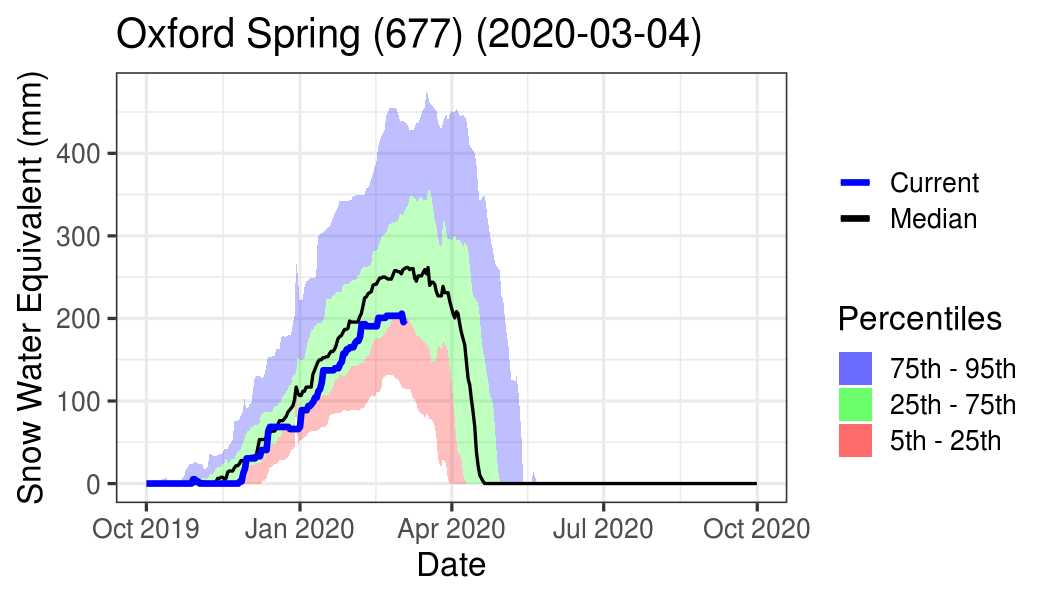 Oxford Spring (677) (2020-03-04)
Snow Water Equivalent (mm)
400
300
200
100
0
Oct 2019
Jan 2020
Apr 2020
Jul 2020
Oct 2020
Date
Current
Median
Percentiles
75th - 95th
25th - 75th
5th - 25th